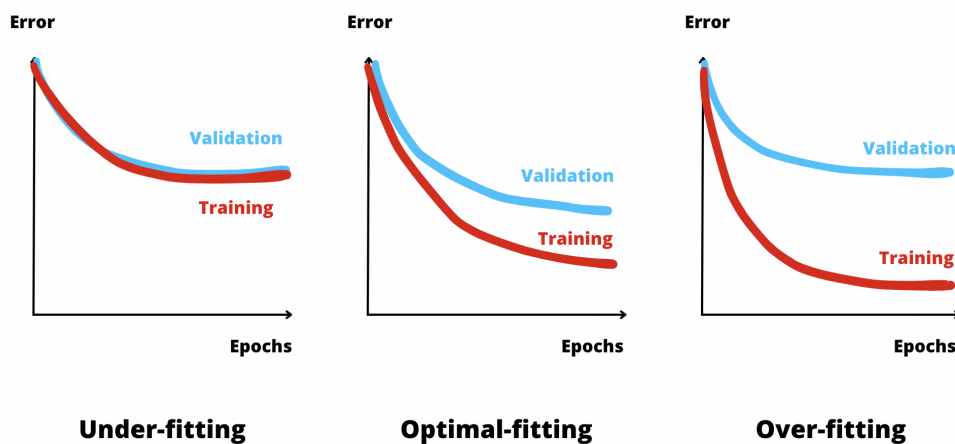 Error
Validation
Training
Epochs
Under-fitting
Error
Validation
Training
Epochs
Optimal-fitting
Error
Validation
Training
Epochs
Over-fitting